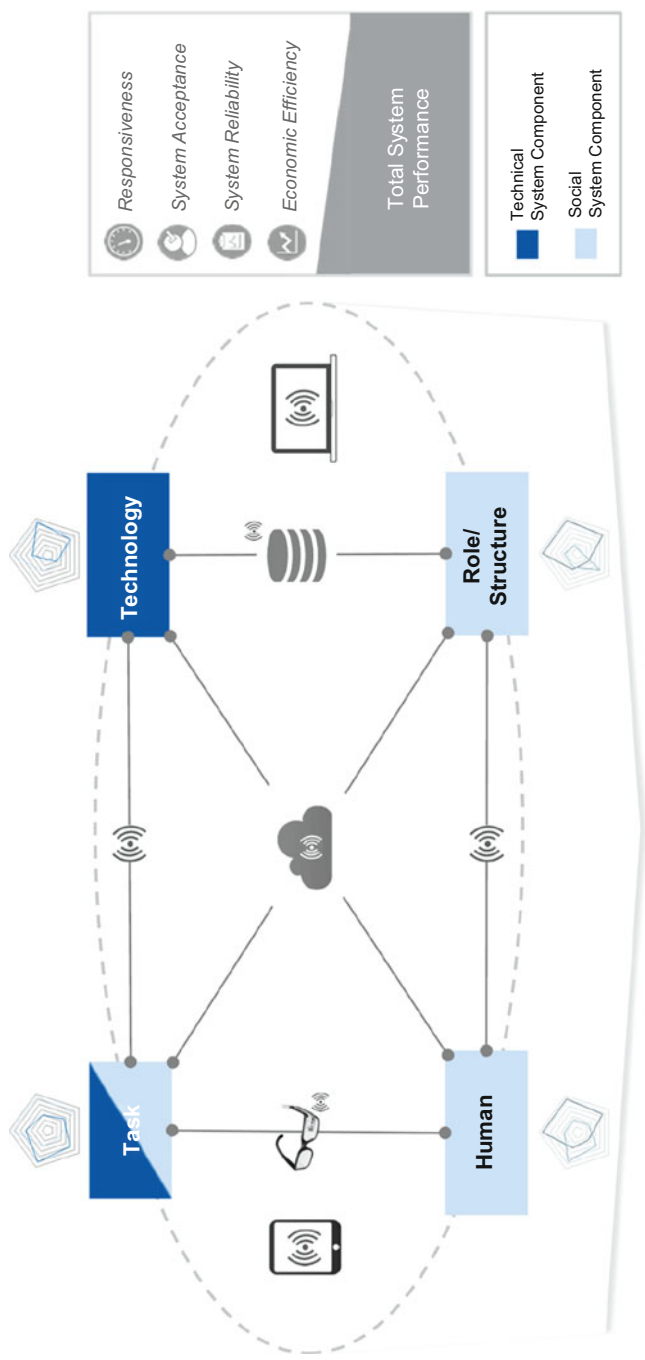 Task
Technology
Human
Role/
Structure
Responsiveness
System Acceptance
System Reliability
Economic Efficiency
Total System
Performance
Technical
System Component
Social
System Component